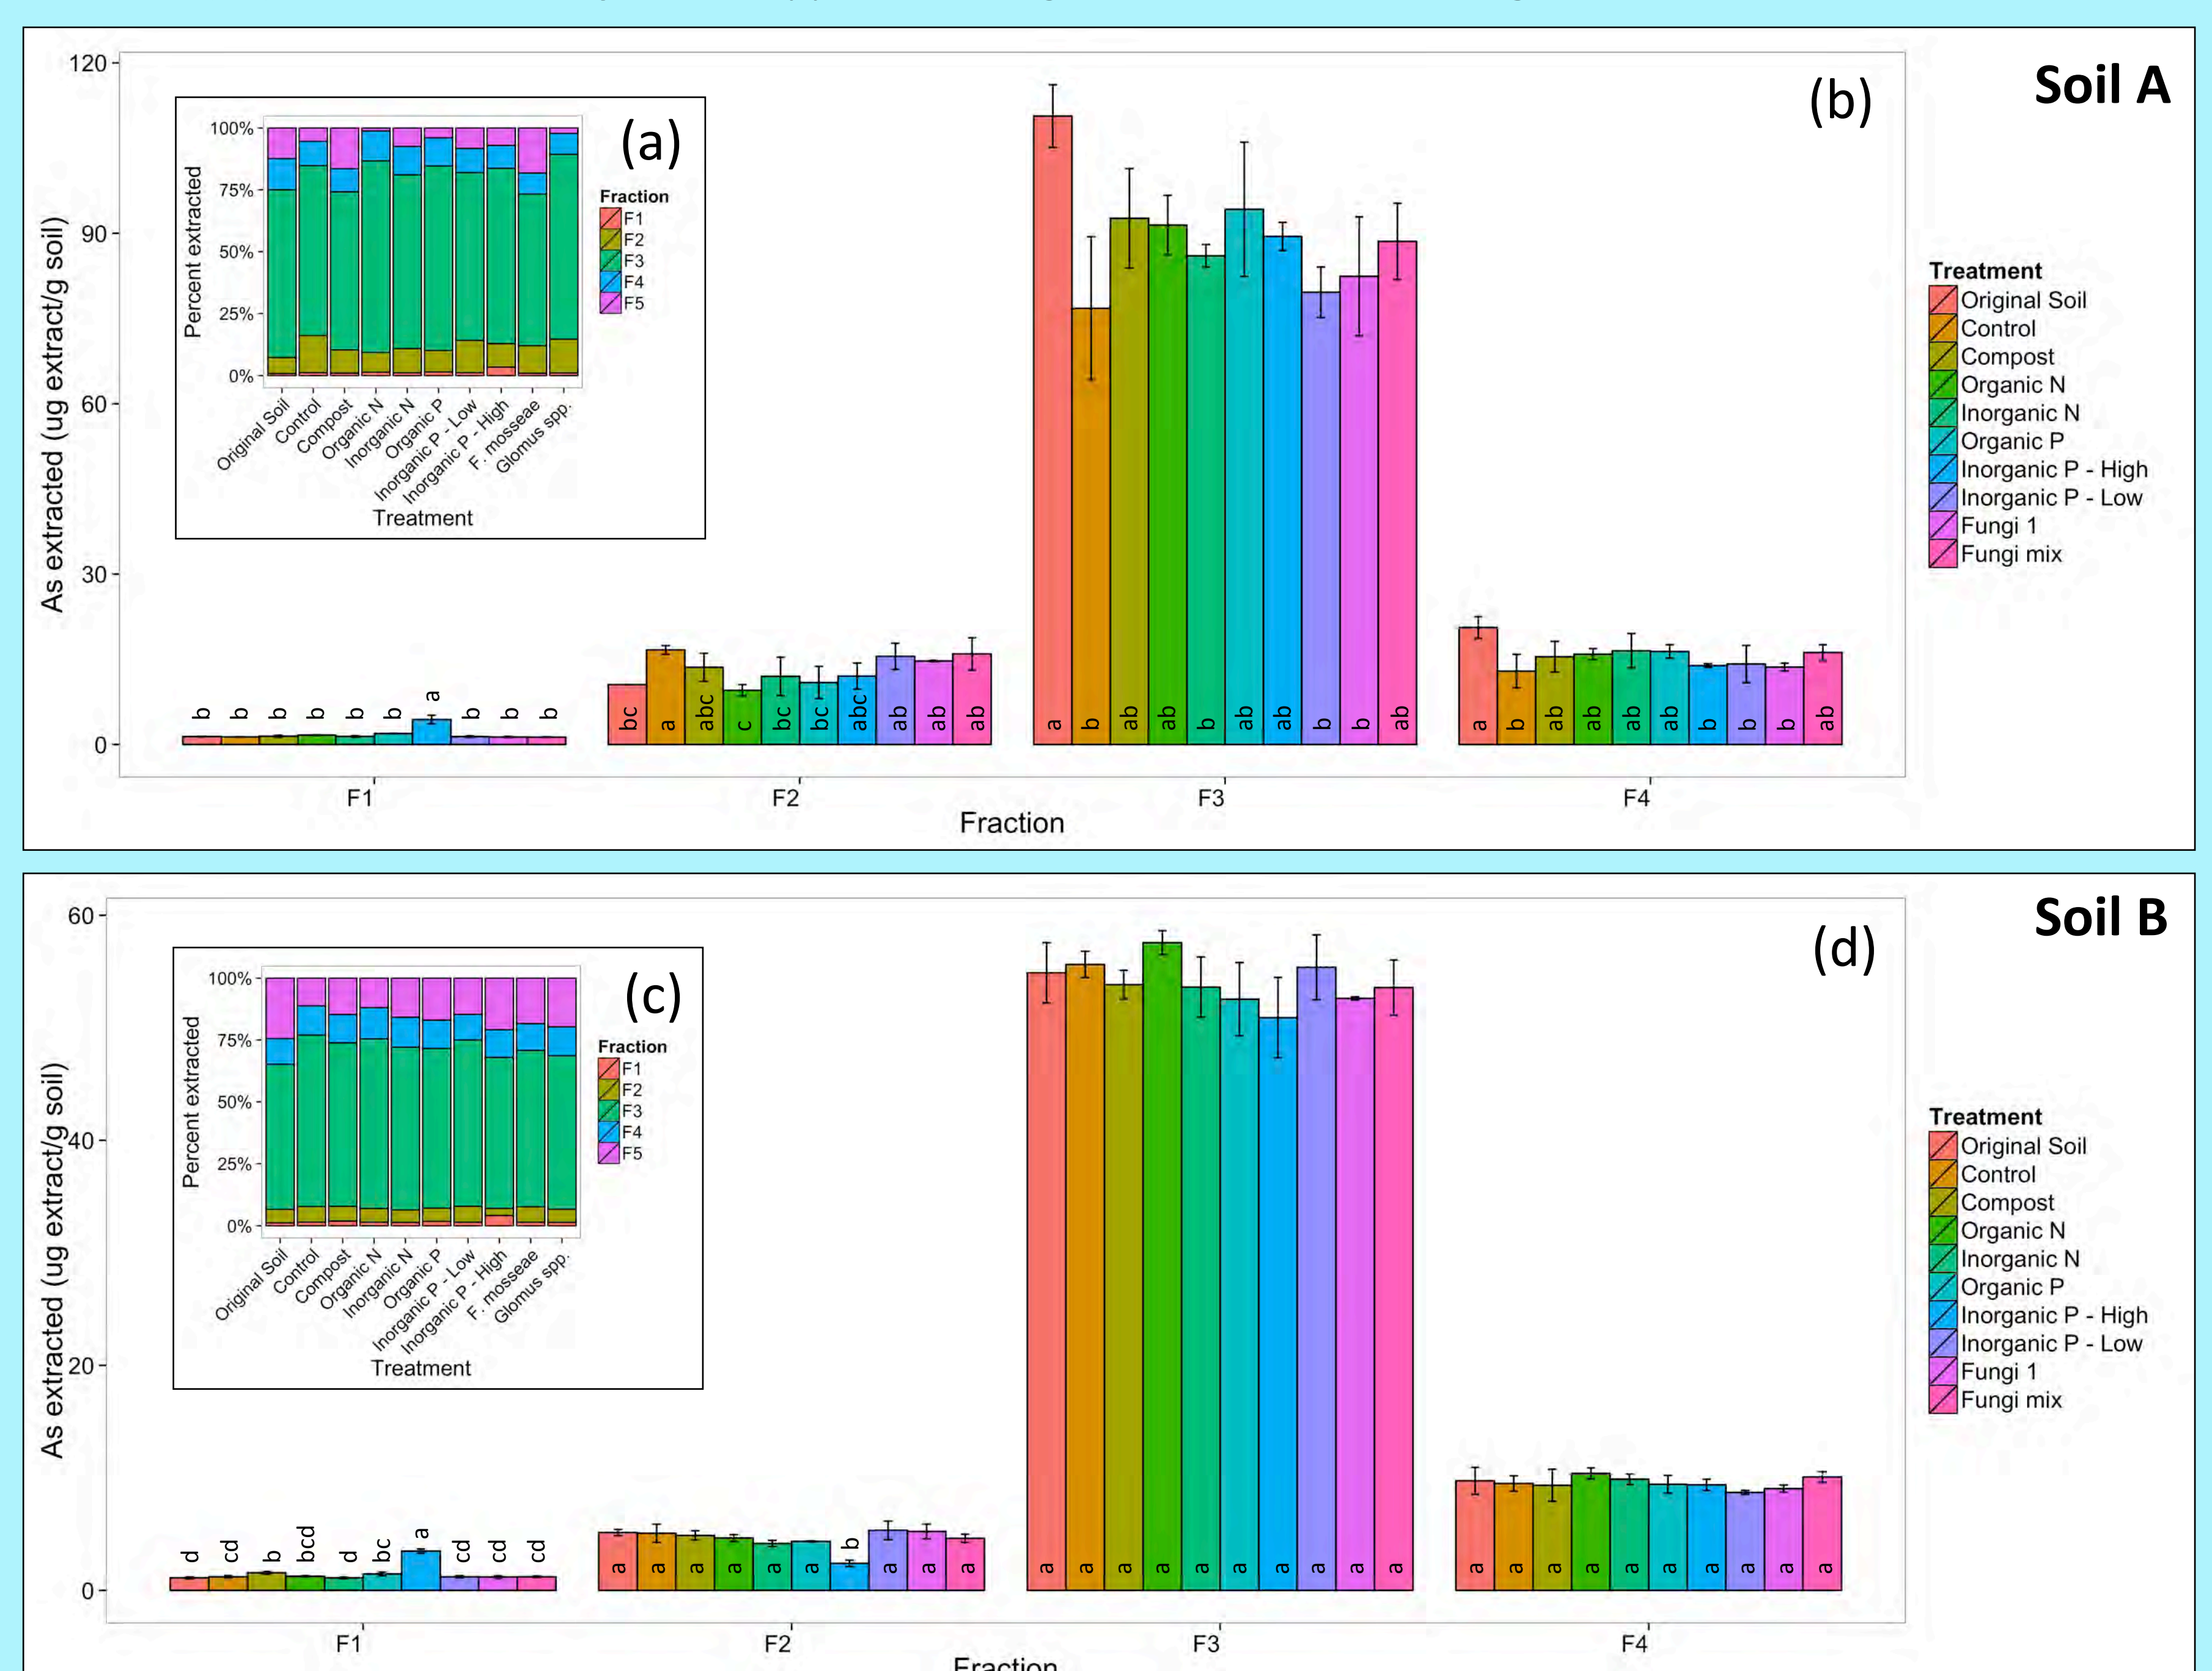 Soil A
(b)
120
90
60
30
0
As extracted (ug extract/g soil)
(a)
100%
75%
50%
25%
0%
Percent extracted
Original Soil
Control
Compost
Organic N
Inorganic N
Organic P
Inorganic P - Low
Inorganic P - High
F. mosseae
Glomus spp.
Treatment
Fraction
F1
F2
F3
F4
F5
b b b b b b a b b b
bc a abc c bc bc abc ab ab ab
a b ab ab b ab ab b b ab
a b ab ab ab ab b b b ab
F1 F2 F3 F4
Fraction
Treatment
Original Soil
Control
Compost
Organic N
Inorganic N
Organic P
Inorganic P - High
Inorganic P - Low
Fungi 1
Fungi mix
Soil B
(d)
60
40
20
0
As extracted (ug extract/g soil)
(c)
100%
75%
50%
25%
0%
Percent extracted
Original Soil
Control
Compost
Organic N
Inorganic N
Organic P
Inorganic P - Low
Inorganic P - High
F. mosseae
Glomus spp.
Treatment
Fraction
F1
F2
F3
F4
F5
d cd b bcd d bc a cd cd cd
a a a a a a b a a a
a a a a a a a a a a
a a a a a a a a a a
F1 F2 F3 F4
Fraction
Treatment
Original Soil
Control
Compost
Organic N
Inorganic N
Organic P
Inorganic P - High
Inorganic P - Low
Fungi 1
Fungi mix